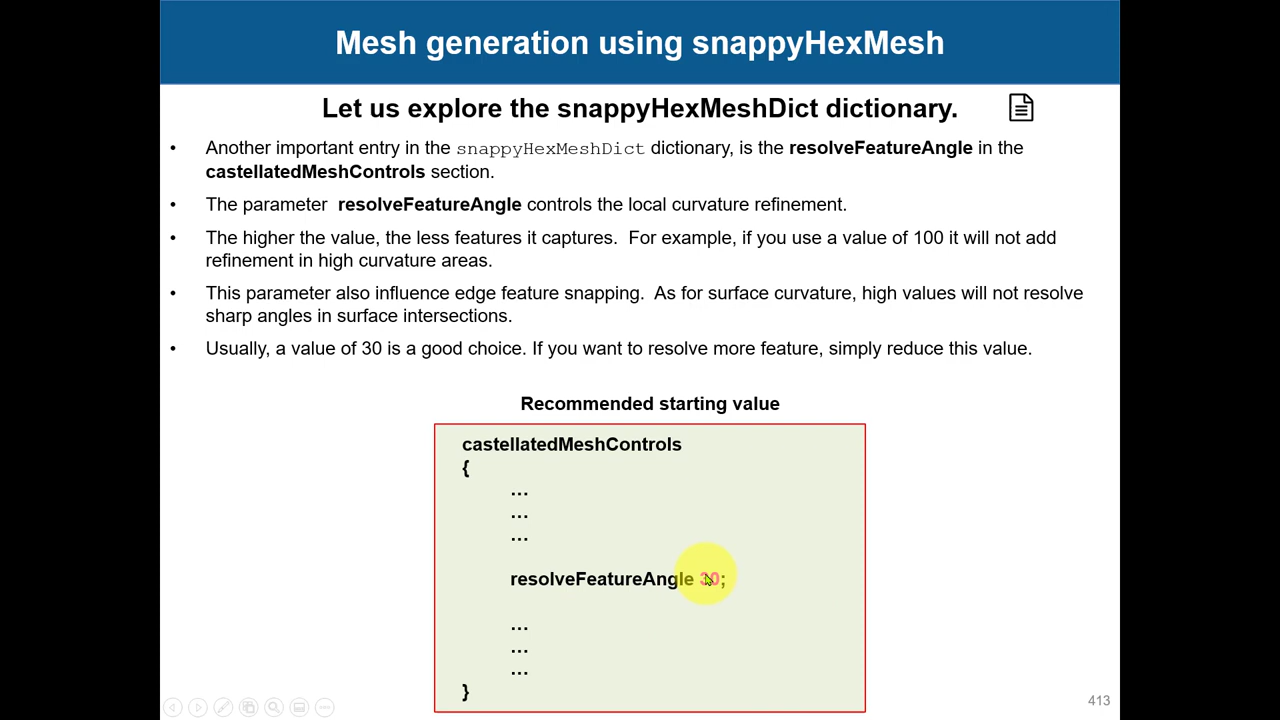 Mesh generation using snappyHexMesh
Let us explore the snappyHexMeshDict dictionary.
• Another important entry in the snappyHexMeshDict dictionary, is the resolveFeatureAngle in the
castellatedMeshControls section.
• The parameter resolveFeatureAngle controls the local curvature refinement.
• The higher the value, the less features it captures. For example, if you use a value of 100 it will not add
refinement in high curvature areas.
• This parameter also influence edge feature snapping. As for surface curvature, high values will not resolve
sharp angles in surface intersections.
• Usually, a value of 30 is a good choice. If you want to resolve more feature, simply reduce this value.
Recommended starting value
castellatedMeshControls
{
…
…
…
resolveFeatureAngle 30;
…
…
…
}
413